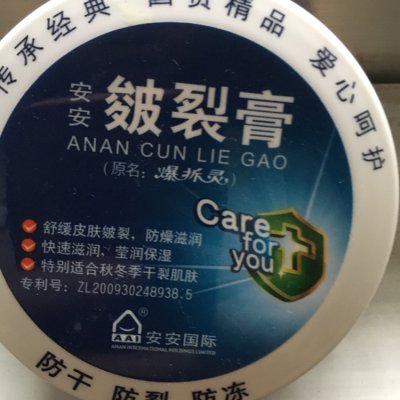 传承经典 国货精品 爱心呵护
安安
皴裂膏
ANAN CUN LIE GAO
(原名:爆拆灵)
Care
for
you
舒缓皮肤皴裂,防燥滋润
快速滋润、莹润保湿
特别适合秋冬季干裂肌肤
专利号:ZL200930248938.5
AAI
安安国际
ANAN INTERNATIONAL HOLDINGS LIMITED
防干 防裂 防冻